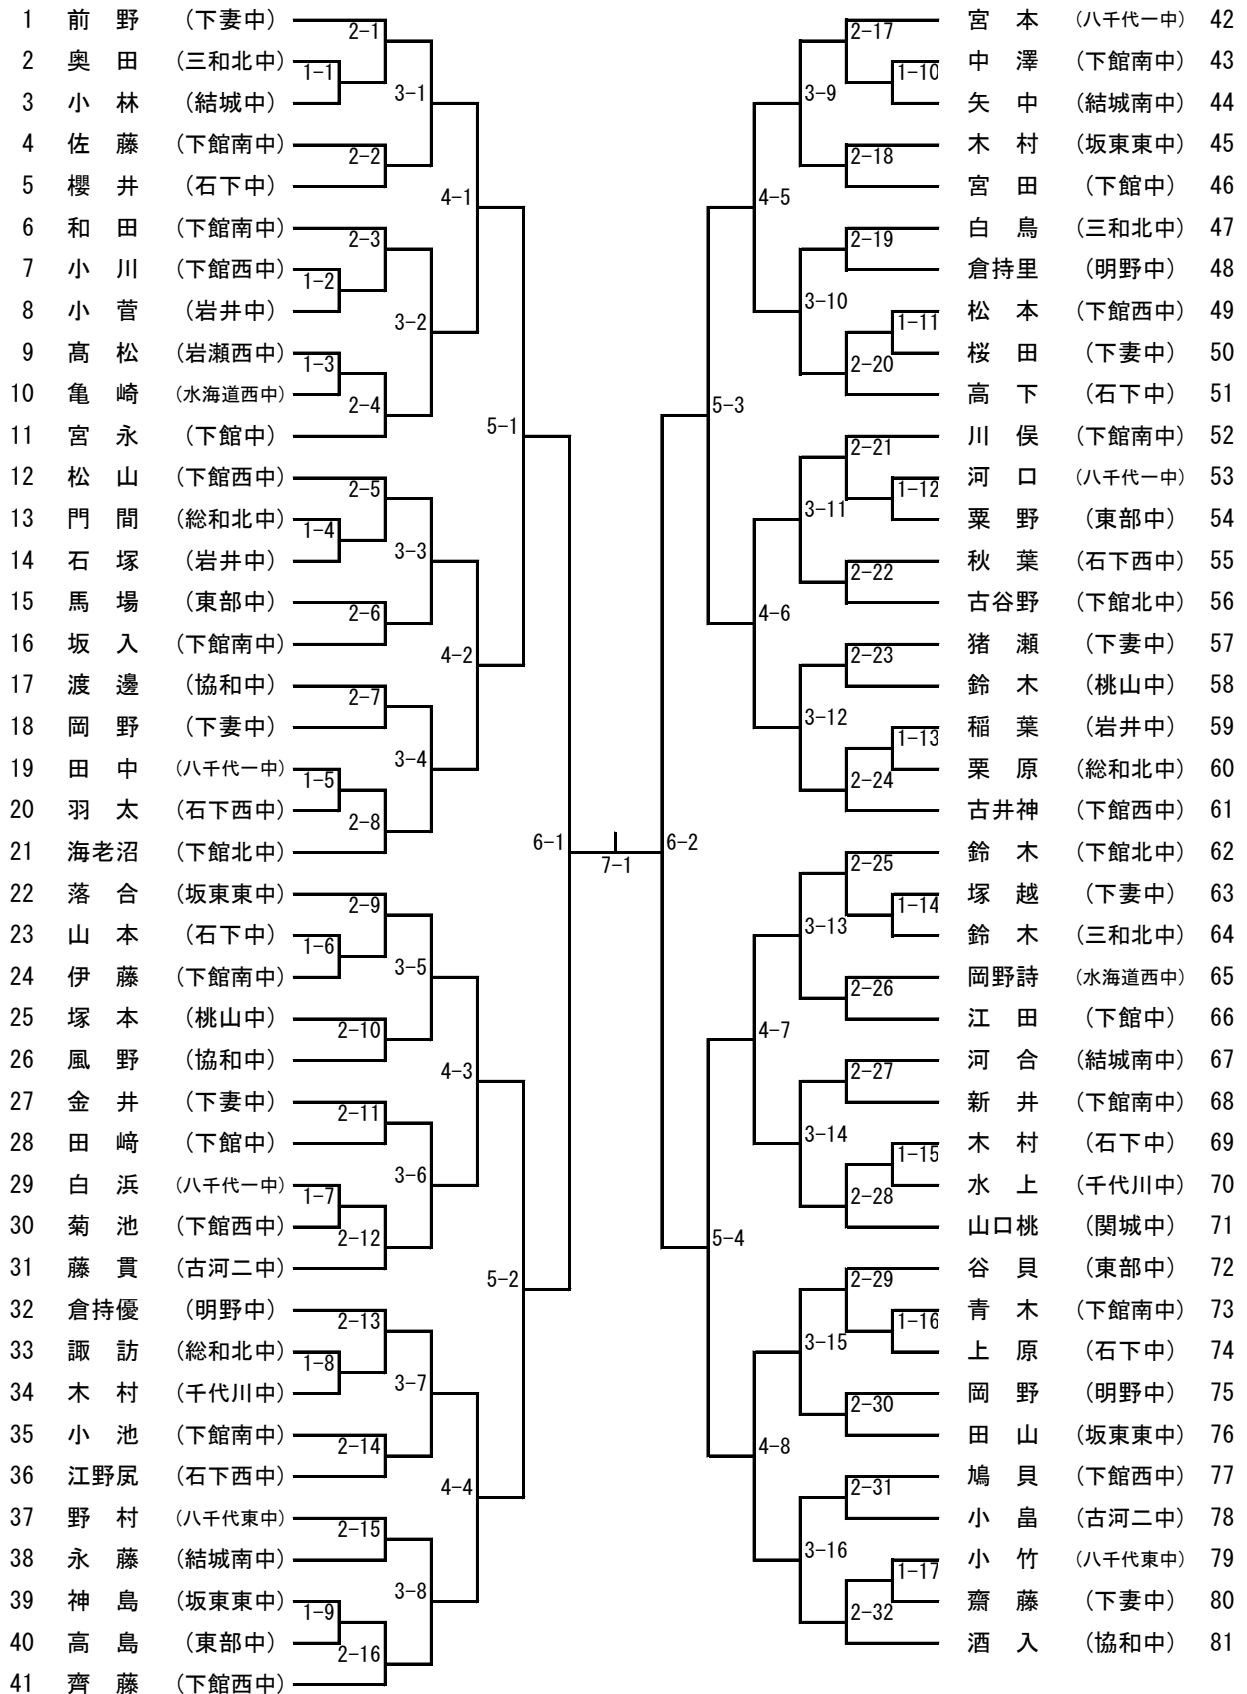 1 前野 (下妻中)
2 奥田 (三和北中)
3 小林 (結城中)
4 佐藤 (下館南中)
5 櫻井 (石下中)
6 和田 (下館南中)
7 小川 (下館西中)
8 小菅 (岩井中)
9 髙松 (岩瀬西中)
10 亀崎 (水海道西中)
11 宮永 (下館中)
12 松山 (下館西中)
13 門間 (総和北中)
14 石塚 (岩井中)
15 馬場 (東部中)
16 坂入 (下館南中)
17 渡邊 (協和中)
18 岡野 (下妻中)
19 田中 (八千代一中)
20 羽太 (石下西中)
21 海老沼 (下館北中)
22 落合 (坂東東中)
23 山本 (石下中)
24 伊藤 (下館南中)
25 塚本 (桃山中)
26 風野 (協和中)
27 金井 (下妻中)
28 田﨑 (下館中)
29 白浜 (八千代一中)
30 菊池 (下館西中)
31 藤貫 (古河二中)
32 倉持優 (明野中)
33 諏訪 (総和北中)
34 木村 (千代川中)
35 小池 (下館南中)
36 江野尻 (石下西中)
37 野村 (八千代東中)
38 永藤 (結城南中)
39 神島 (坂東東中)
40 高島 (東部中)
41 齊藤 (下館西中)
2-1
1-1
3-1
2-2
4-1
2-3
1-2
3-2
1-3
2-4
5-1
2-5
1-4
3-3
2-6
4-2
2-7
3-4
1-5
2-8
6-1
2-9
1-6
3-5
2-10
4-3
2-11
3-6
1-7
2-12
5-2
2-13
1-8
3-7
2-14
4-4
2-15
3-8
1-9
2-16
7-1
6-2
2-17
1-10
3-9
2-18
4-5
2-19
3-10
1-11
2-20
5-3
2-21
1-12
3-11
2-22
4-6
2-23
3-12
1-13
2-24
2-25
1-14
3-13
2-26
4-7
2-27
3-14
1-15
2-28
5-4
2-29
1-16
3-15
2-30
4-8
2-31
3-16
1-17
2-32
宮本 (八千代一中) 42
中澤 (下館南中) 43
矢中 (結城南中) 44
木村 (坂東東中) 45
宮田 (下館中) 46
白鳥 (三和北中) 47
倉持里 (明野中) 48
松本 (下館西中) 49
桜田 (下妻中) 50
高下 (石下中) 51
川俣 (下館南中) 52
河口 (八千代一中) 53
粟野 (東部中) 54
秋葉 (石下西中) 55
古谷野 (下館北中) 56
猪瀬 (下妻中) 57
鈴木 (桃山中) 58
稲葉 (岩井中) 59
栗原 (総和北中) 60
古井神 (下館西中) 61
鈴木 (下館北中) 62
塚越 (下妻中) 63
鈴木 (三和北中) 64
岡野詩 (水海道西中) 65
江田 (下館中) 66
河合 (結城南中) 67
新井 (下館南中) 68
木村 (石下中) 69
水上 (千代川中) 70
山口桃 (関城中) 71
谷貝 (東部中) 72
青木 (下館南中) 73
上原 (石下中) 74
岡野 (明野中) 75
田山 (坂東東中) 76
鳩貝 (下館西中) 77
小畠 (古河二中) 78
小竹 (八千代東中) 79
齋藤 (下妻中) 80
酒入 (協和中) 81